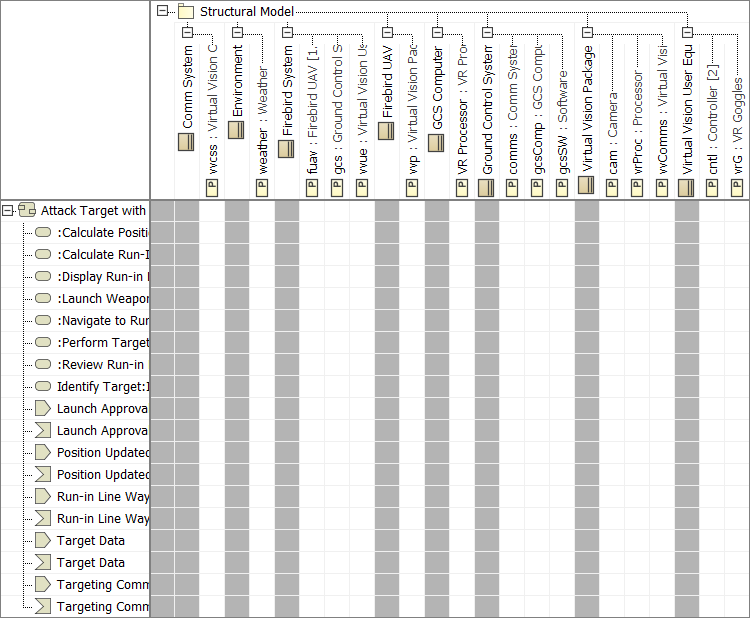 Structural Model
Comm System
vvcss : Virtual Vision C
Environment
weather : Weather
Firebird System
fuav : Firebird UAV [1.
gcs : Ground Control S
vvue : Virtual Vision Us
Firebird UAV
vvp : Virtual Vision Pac
GCS Computer
VR Processor : VR Pro
Ground Control System
comms : Comm System
gcsComp : GCS Compu
gcsSW : Software
Virtual Vision Package
cam : Camera
vrProc : Processor
vvComms : Virtual Visi
Virtual Vision User Equ
cntl : Controller [2]
vrG : VR Goggles
Attack Target with
:Calculate Positi
:Calculate Run-I
:Display Run-in L
:Launch Weapon
:Navigate to Run
:Perform Target
:Review Run-in
Identify Target:I
Launch Approva
Launch Approva
Position Updated
Position Updated
Run-in Line Way
Run-in Line Way
Target Data
Target Data
Targeting Comm
Targeting Comm